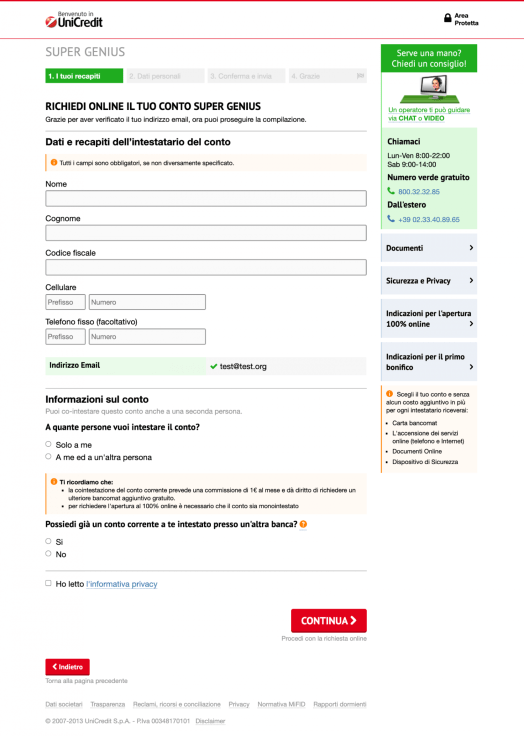 Benvenuto in
UniCredit
Area
Protetta
SUPER GENIUS
1. I tuoi recapiti
2. Dati personali
3. Conferma e invia
4. Grazie
RICHIEDI ONLINE IL TUO CONTO SUPER GENIUS
Grazie per aver verificato il tuo indirizzo email, ora puoi proseguire la compilazione.
Dati e recapiti dell'intestatario del conto
Tutti i campi sono obbligatori, se non diversamente specificato.
Nome
Cognome
Codice fiscale
Cellulare
Prefisso Numero
Telefono fisso (facoltativo)
Prefisso Numero
Indirizzo Email test@test.org
Informazioni sul conto
Puoi co-intestare questo conto anche a una seconda persona.
A quante persone vuoi intestare il conto?
Solo a me
A me ed a un'altra persona
Ti ricordiamo che:
• la cointestazione del conto corrente prevede una commissione di 1€ al mese e dà diritto di richiedere un
ulteriore bancomat aggiuntivo gratuito.
• per richiedere l'apertura al 100% online è necessario che il conto sia monointestato
Possiedi già un conto corrente a te intestato presso un'altra banca? ?
Si
No
Ho letto l'informativa privacy
CONTINUA
Procedi con la richiesta online
Indietro
Torna alla pagina precedente
Serve una mano?
Chiedi un consiglio!
Un operatore ti può guidare
via CHAT o VIDEO
Chiamaci
Lun-Ven 8:00-22:00
Sab 9:00-14:00
Numero verde gratuito
800.32.32.85
Dall'estero
+39 02.33.40.89.65
Documenti
Sicurezza e Privacy
Indicazioni per l'apertura
100% online
Indicazioni per il primo
bonifico
Scegli il tuo conto e senza
alcun costo aggiuntivo in più
per ogni intestatario riceverai:
• Carta bancomat
• L'accensione dei servizi
online (telefono e Internet)
• Documenti Online
• Dispositivo di Sicurezza
Dati societari Trasparenza Reclami, ricorsi e conciliazione Privacy Normativa MiFID Rapporti dormienti
© 2007-2013 UniCredit S.p.A. - P.Iva 00348170101 Disclaimer